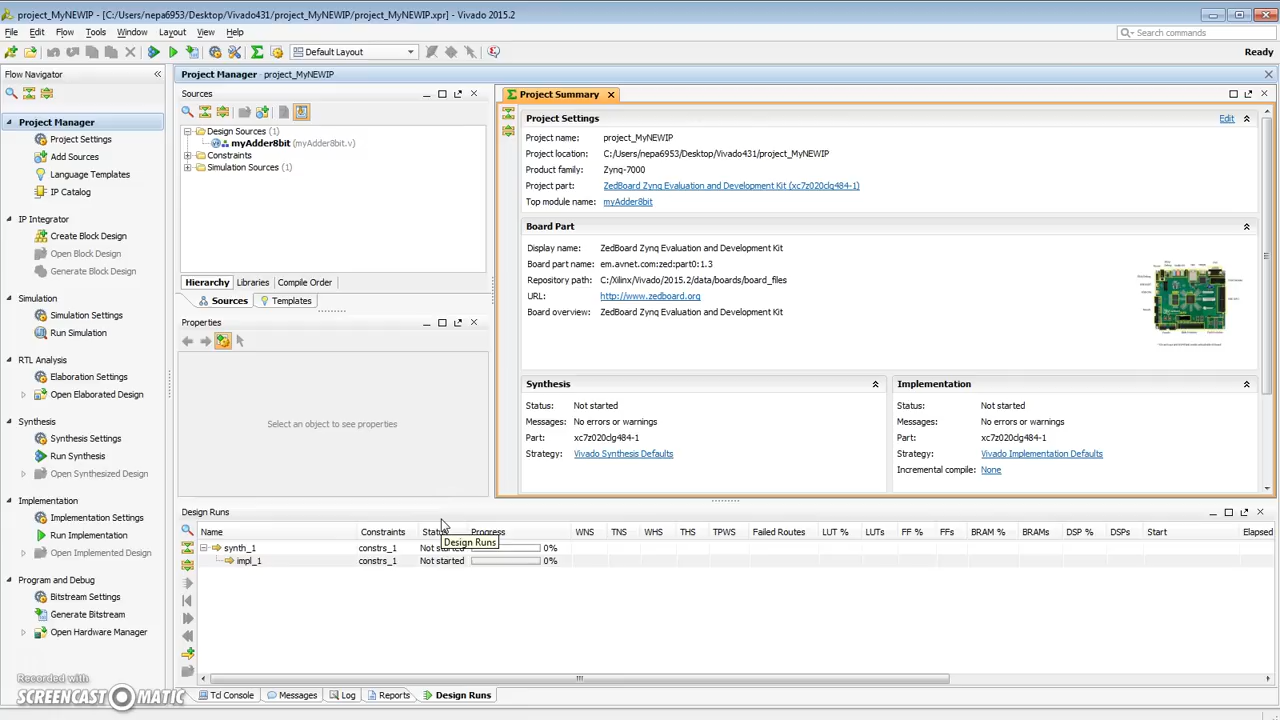 project_MyNEWIP - [C:/Users/nepa6953/Desktop/Vivado431/project_MyNEWIP/project_MyNEWIP.xpr] - Vivado 2015.2
File Edit Flow Tools Window Layout View Help
Search commands
Default Layout
Ready
Flow Navigator
Project Manager
Project Settings
Add Sources
Language Templates
IP Catalog
IP Integrator
Create Block Design
Open Block Design
Generate Block Design
Simulation
Simulation Settings
Run Simulation
RTL Analysis
Elaboration Settings
Open Elaborated Design
Synthesis
Synthesis Settings
Run Synthesis
Open Synthesized Design
Implementation
Implementation Settings
Run Implementation
Open Implemented Design
Program and Debug
Bitstream Settings
Generate Bitstream
Open Hardware Manager
Project Manager - project_MyNEWIP
Sources
Design Sources (1)
myAdder8bit (myAdder8bit.v)
Constraints
Simulation Sources (1)
Hierarchy Libraries Compile Order
Sources Templates
Properties
Select an object to see properties
Project Summary
Project Settings
Edit
Project name: project_MyNEWIP
Project location: C:/Users/nepa6953/Desktop/Vivado431/project_MyNEWIP
Product family: Zynq-7000
Project part: ZedBoard Zynq Evaluation and Development Kit (xc7z020clg484-1)
Top module name: myAdder8bit
Board Part
Display name: ZedBoard Zynq Evaluation and Development Kit
Board part name: em.avnet.com:zed:part0:1.3
Repository path: C:/Xilinx/Vivado/2015.2/data/boards/board_files
URL: http://www.zedboard.org
Board overview: ZedBoard Zynq Evaluation and Development Kit
Synthesis
Status: Not started
Messages: No errors or warnings
Part: xc7z020clg484-1
Strategy: Vivado Synthesis Defaults
Implementation
Status: Not started
Messages: No errors or warnings
Part: xc7z020clg484-1
Strategy: Vivado Implementation Defaults
Incremental compile: None
Design Runs
Name Constraints Status Progress WNS TNS WHS THS TPWS Failed Routes LUT % LUTs FF % FFs BRAM % BRAMs DSP % DSPs Start Elapsed
Design Runs
synth_1 constrs_1 Not started 0%
impl_1 constrs_1 Not started 0%
Tcl Console Messages Log Reports Design Runs
Recorded with
SCREENCAST MATIC